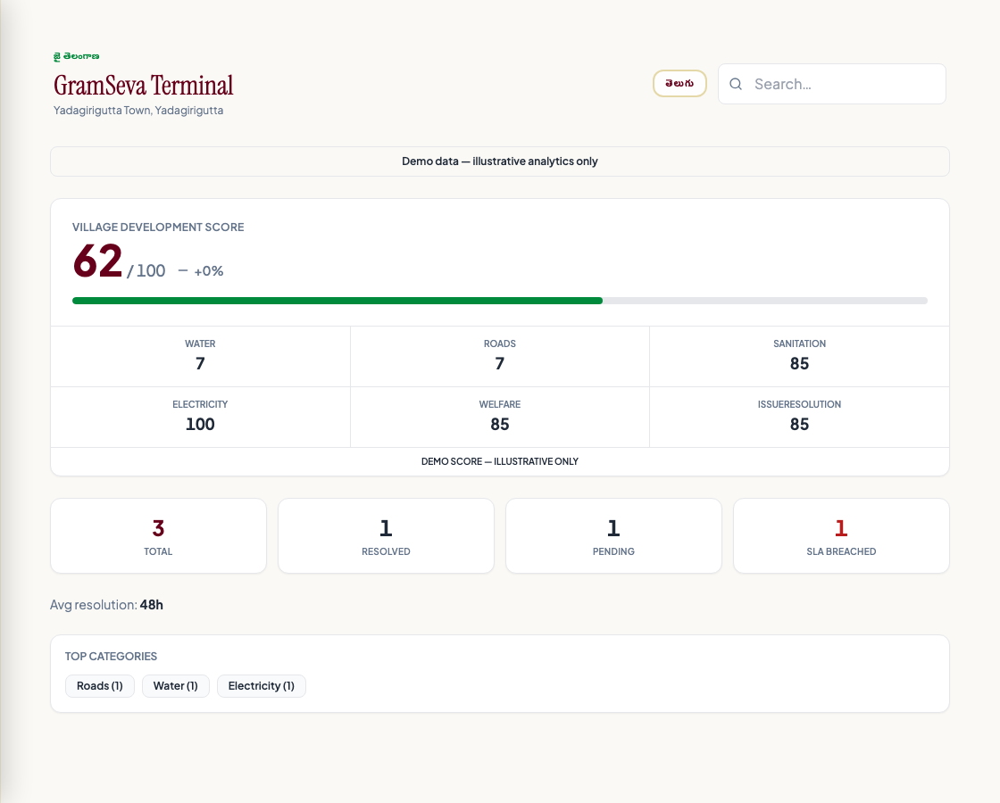 జై తెలంగాణ
GramSeva Terminal
Yadagirigutta Town, Yadagirigutta
తెలుగు
Search...
Demo data — illustrative analytics only
VILLAGE DEVELOPMENT SCORE
62 / 100 — +0%
WATER
7
ROADS
7
SANITATION
85
ELECTRICITY
100
WELFARE
85
ISSUERESOLUTION
85
DEMO SCORE — ILLUSTRATIVE ONLY
3
TOTAL
1
RESOLVED
1
PENDING
1
SLA BREACHED
Avg resolution: 48h
TOP CATEGORIES
Roads (1)
Water (1)
Electricity (1)